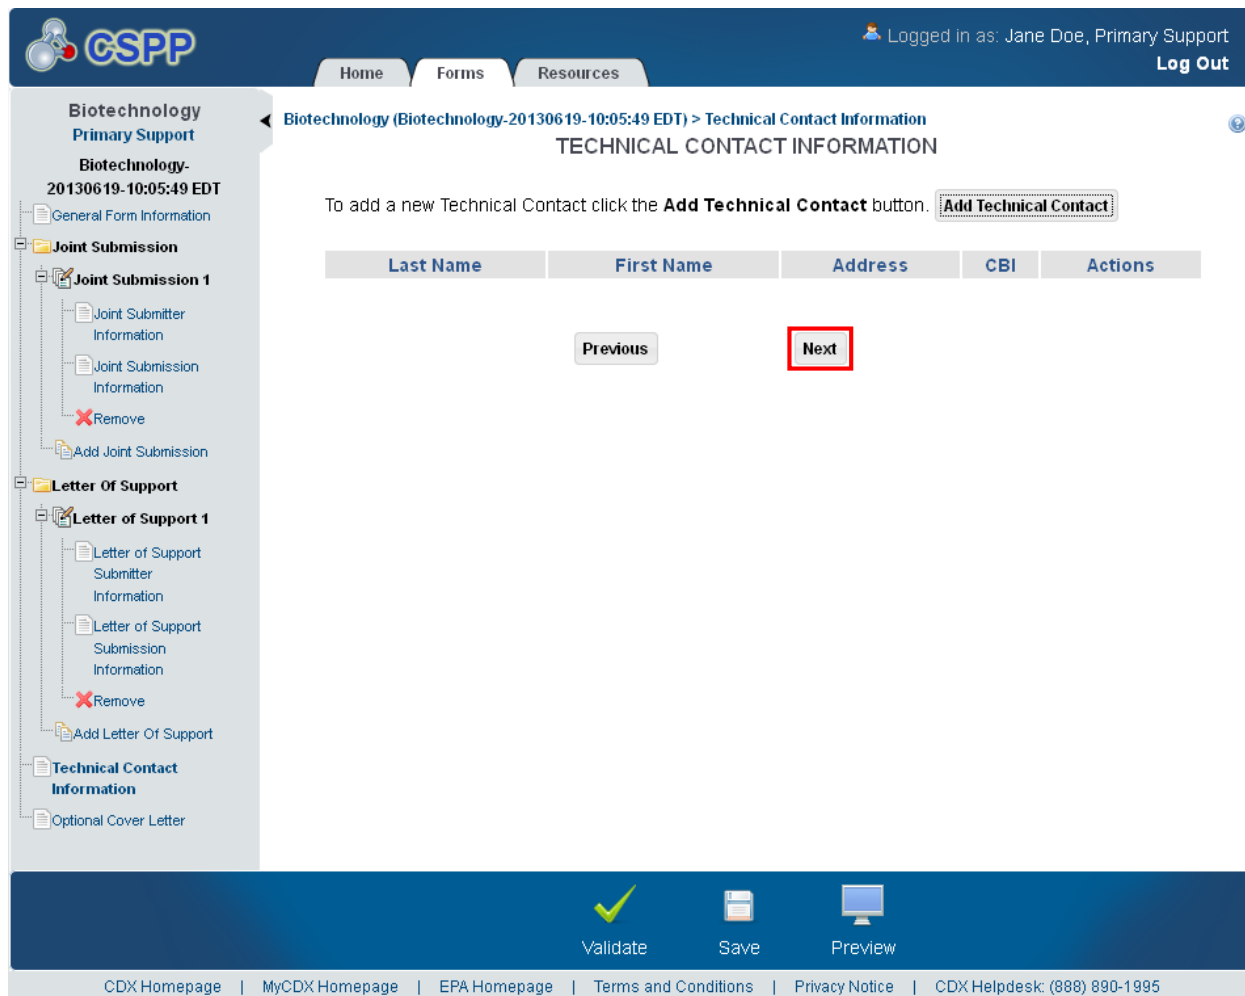 CSPP
Logged in as: Jane Doe, Primary Support
Log Out
Home
Forms
Resources
Biotechnology
Primary Support
Biotechnology-
20130619-10:05:49 EDT
General Form Information
Joint Submission
Joint Submission 1
Joint Submitter
Information
Joint Submission
Information
Remove
Add Joint Submission
Letter Of Support
Letter of Support 1
Letter of Support
Submitter
Information
Letter of Support
Submission
Information
Remove
Add Letter Of Support
Technical Contact
Information
Optional Cover Letter
Biotechnology (Biotechnology-20130619-10:05:49 EDT) > Technical Contact Information
TECHNICAL CONTACT INFORMATION
To add a new Technical Contact click the Add Technical Contact button. Add Technical Contact
Last Name First Name Address CBI Actions
Previous Next
Validate Save Preview
CDX Homepage | MyCDX Homepage | EPA Homepage | Terms and Conditions | Privacy Notice | CDX Helpdesk: (888) 890-1995